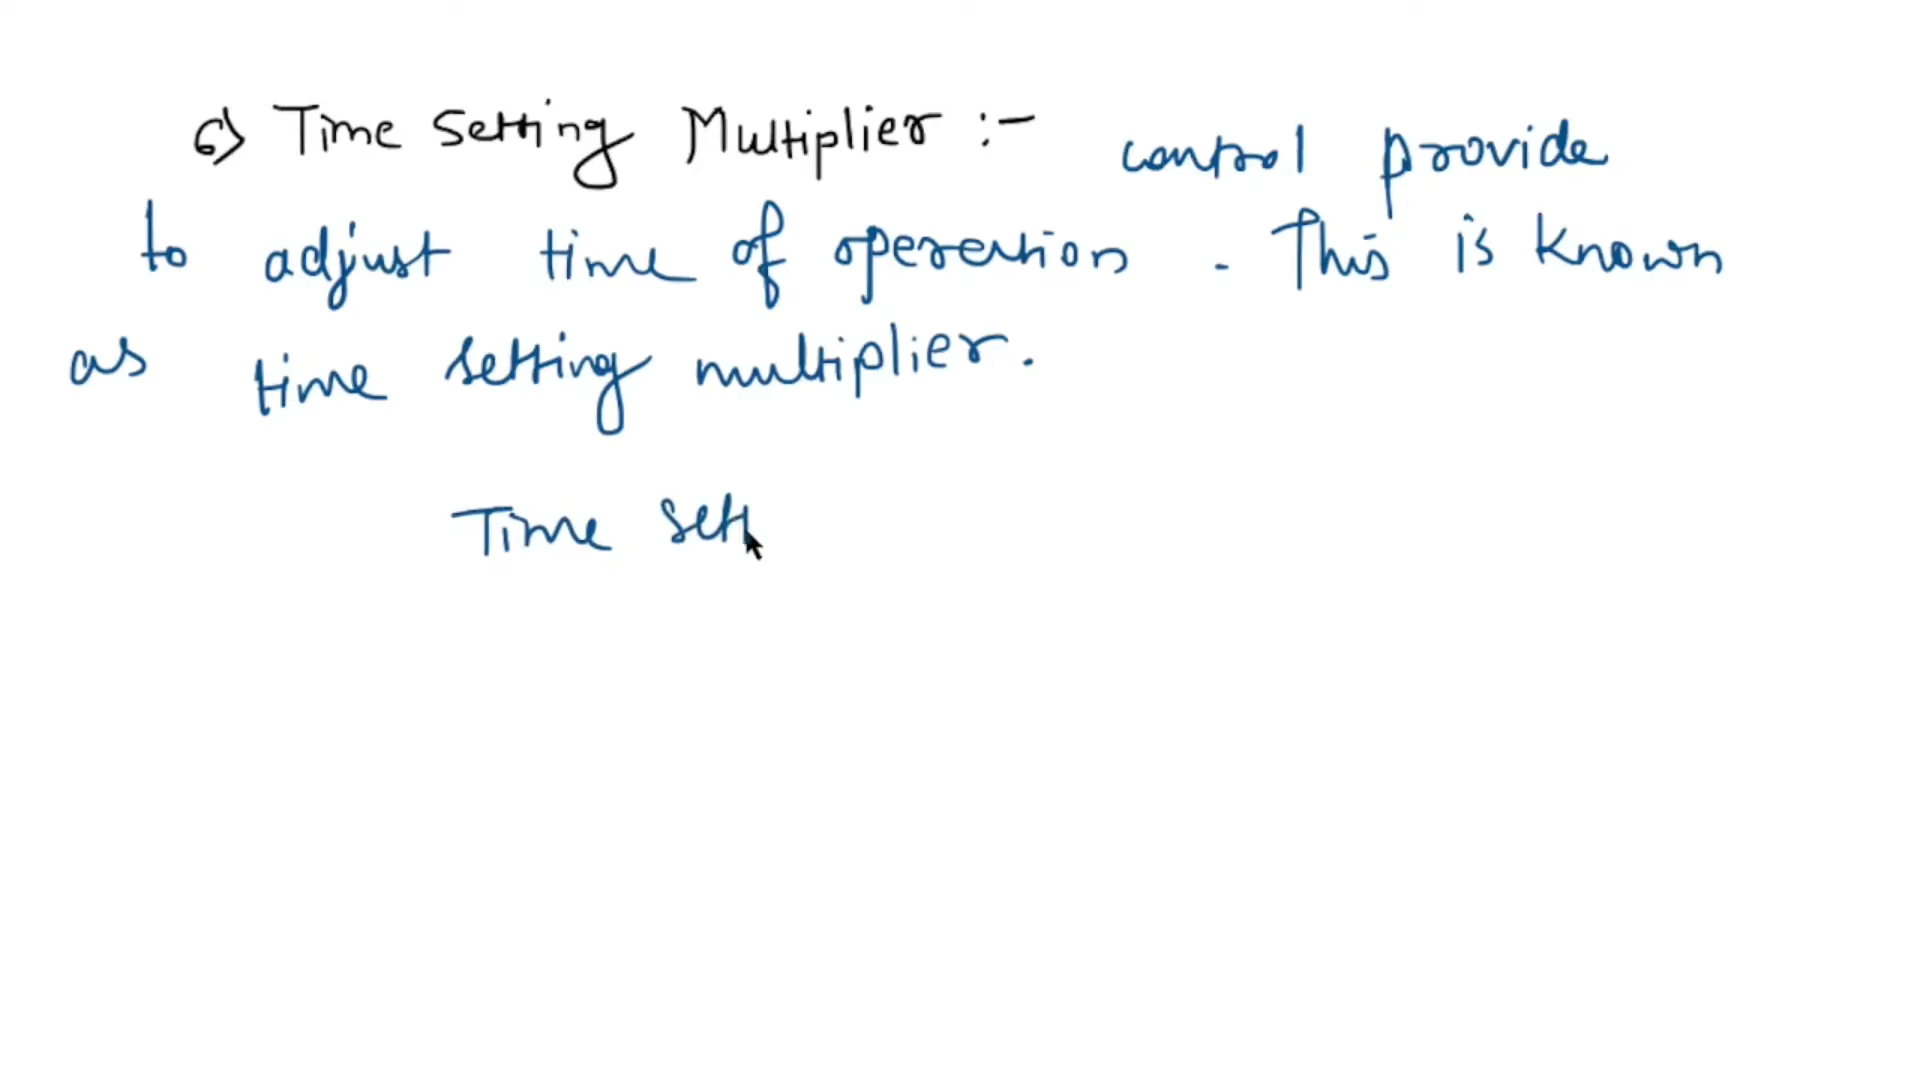 6) Time Setting Multiplier :- control provide
to adjust time of operation . This is known
as time setting multiplier.
Time sett